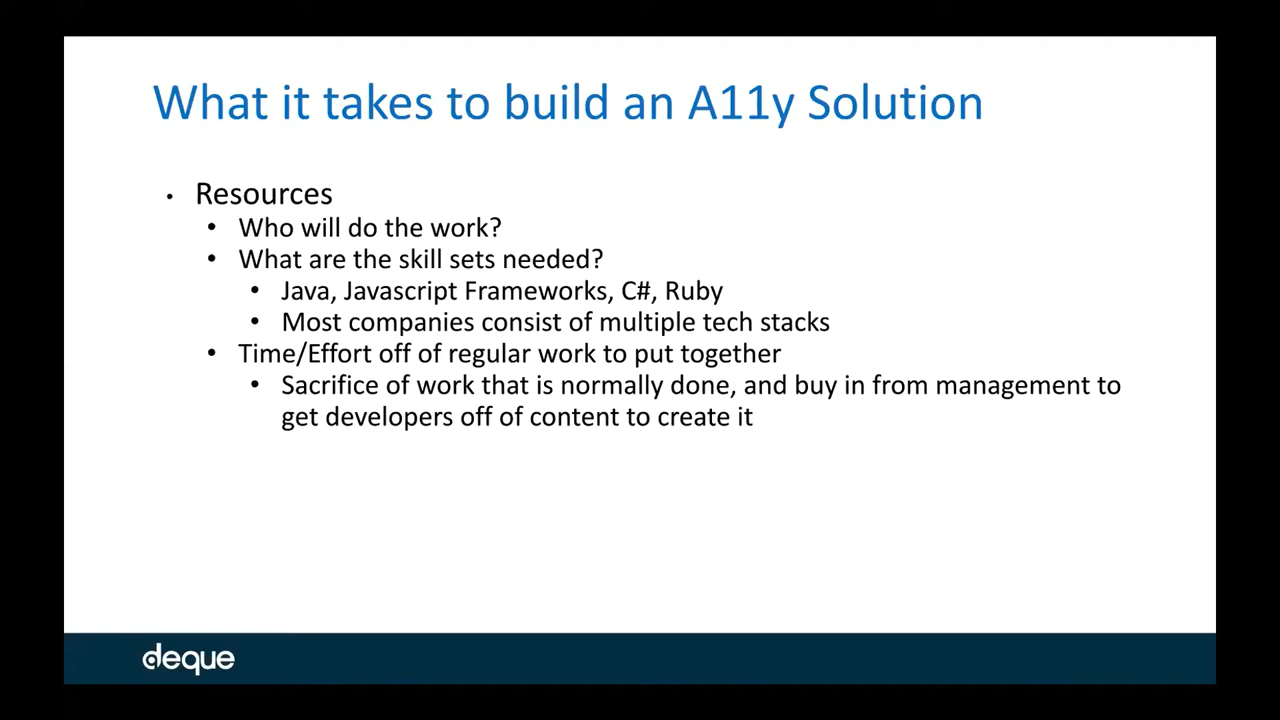 What it takes to build an A11y Solution
• Resources
• Who will do the work?
• What are the skill sets needed?
• Java, Javascript Frameworks, C#, Ruby
• Most companies consist of multiple tech stacks
• Time/Effort off of regular work to put together
• Sacrifice of work that is normally done, and buy in from management to
get developers off of content to create it
deque